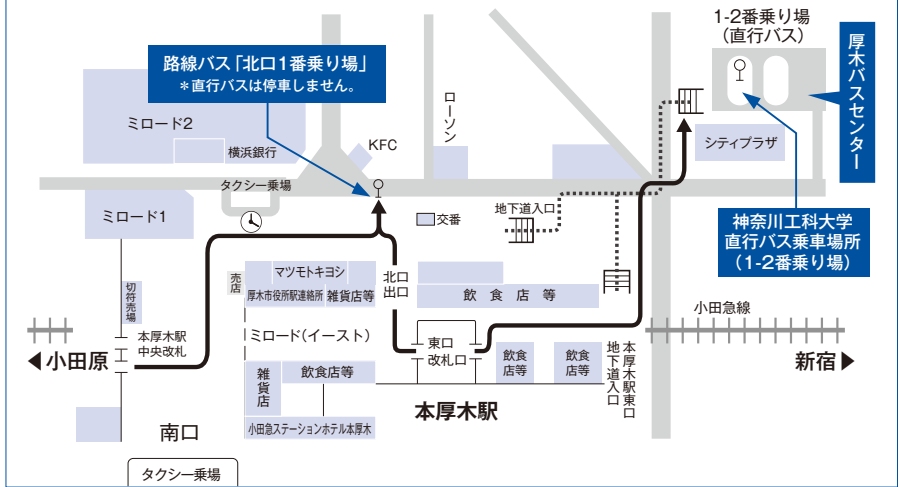 1-2番乗り場
(直行バス)
厚木バスセンター
路線バス「北口1番乗り場」
＊直行バスは停車しません。
ローソン
ミロード2
横浜銀行
KFC
シティプラザ
タクシー乗場
ミロード1
交番
地下道入口
神奈川工科大学
直行バス乗車場所
(1-2番乗り場)
売店
マツモトキヨシ
厚木市役所駅連絡所
雑貨店等
北口
出口
飲食店等
切符売場
小田急線
本厚木駅
中央改札
ミロード(イースト)
東口
改札口
◀小田原
新宿▶
飲食
店等
飲食
店等
本厚木駅東口
地下道入口
雑貨店
飲食店等
本厚木駅
南口
小田急ステーションホテル本厚木
タクシー乗場